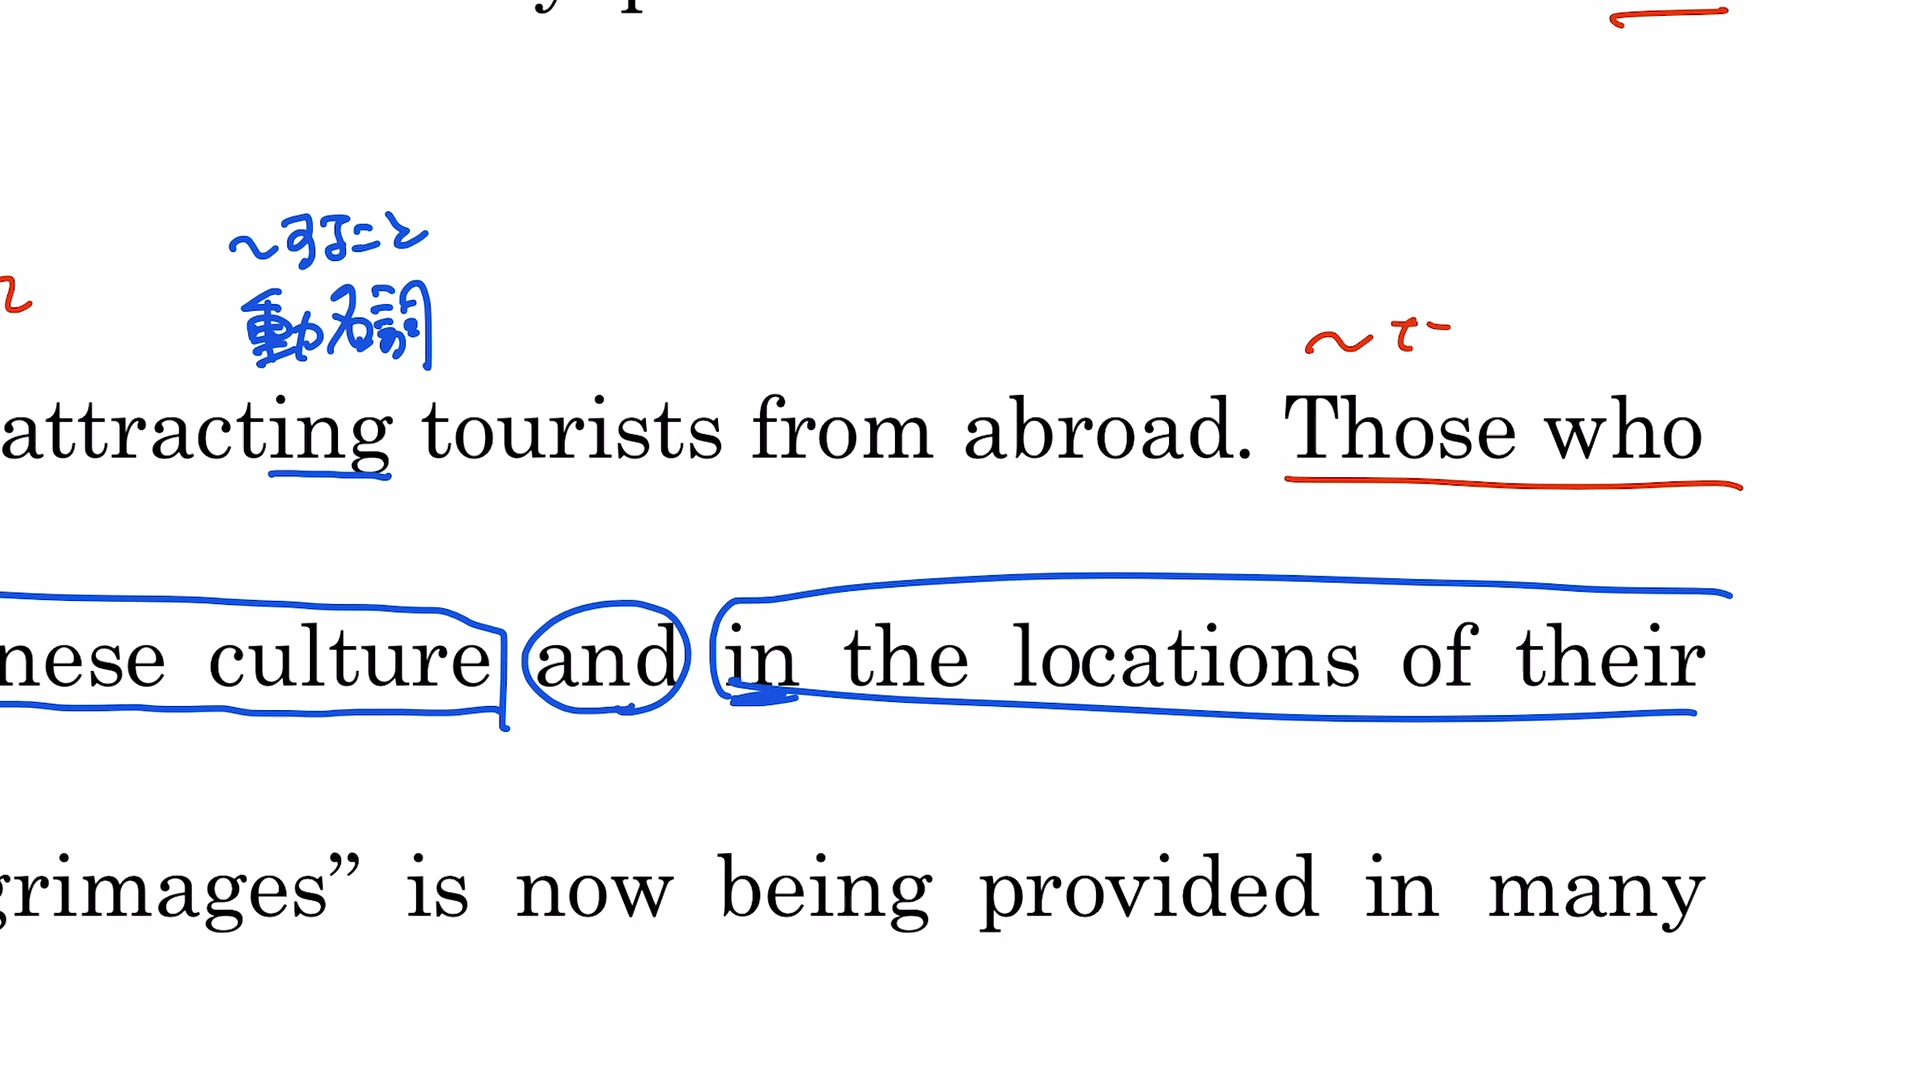 ~すること
動名詞
attracting tourists from abroad. Those who
nese culture and in the locations of their
grimages” is now being provided in many